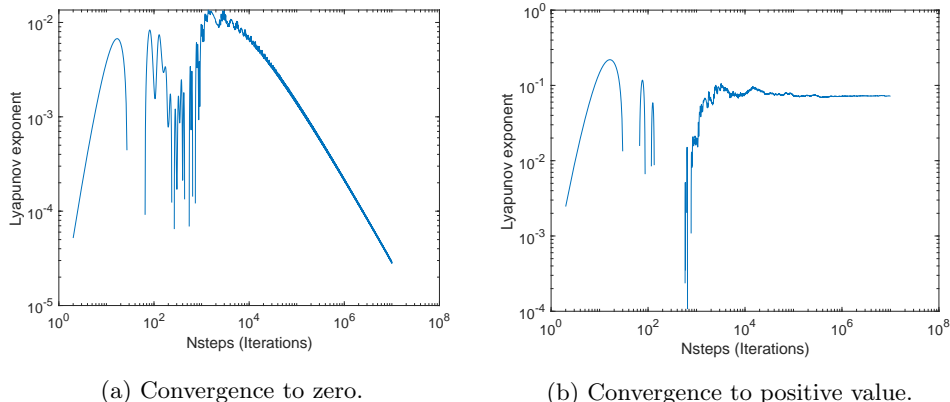 10^-2
10^-3
10^-4
10^-5
Lyapunov exponent
10^0 10^2 10^4 10^6 10^8
Nsteps (Iterations)
(a) Convergence to zero.
10^0
10^-1
10^-2
10^-3
10^-4
Lyapunov exponent
10^0 10^2 10^4 10^6 10^8
Nsteps (Iterations)
(b) Convergence to positive value.